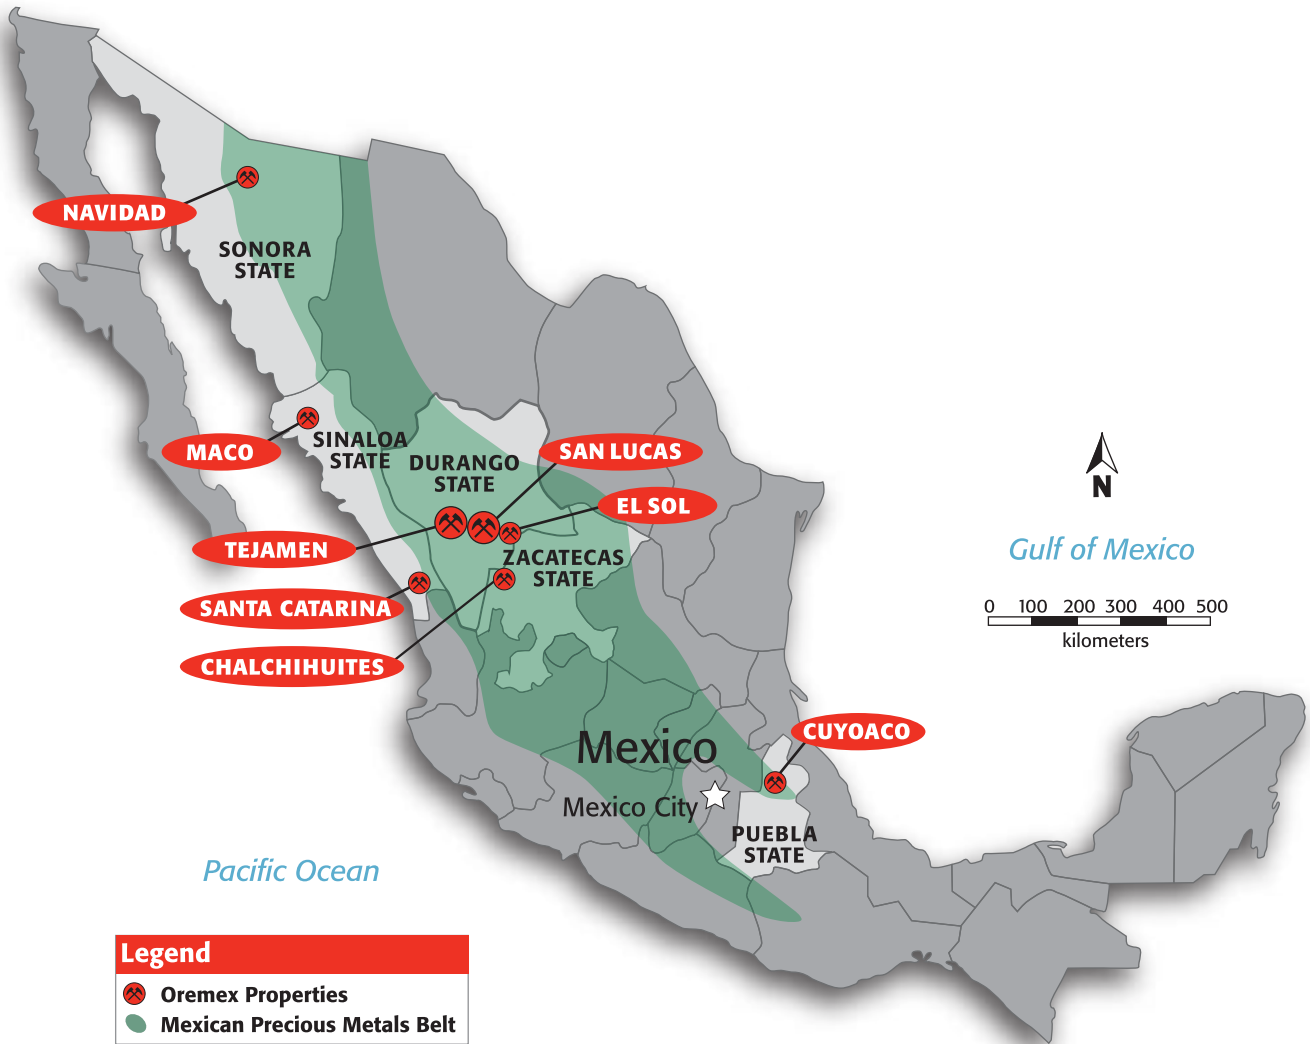 NAVIDAD
SONORA
STATE
MACO
SINALOA
STATE
DURANGO
STATE
SAN LUCAS
EL SOL
TEJAMEN
ZACATECAS
STATE
SANTA CATARINA
CHALCHIHUITES
N
Gulf of Mexico
0 100 200 300 400 500
kilometers
CUYOACO
Mexico
Mexico City
PUEBLA
STATE
Pacific Ocean
Legend
Oremex Properties
Mexican Precious Metals Belt